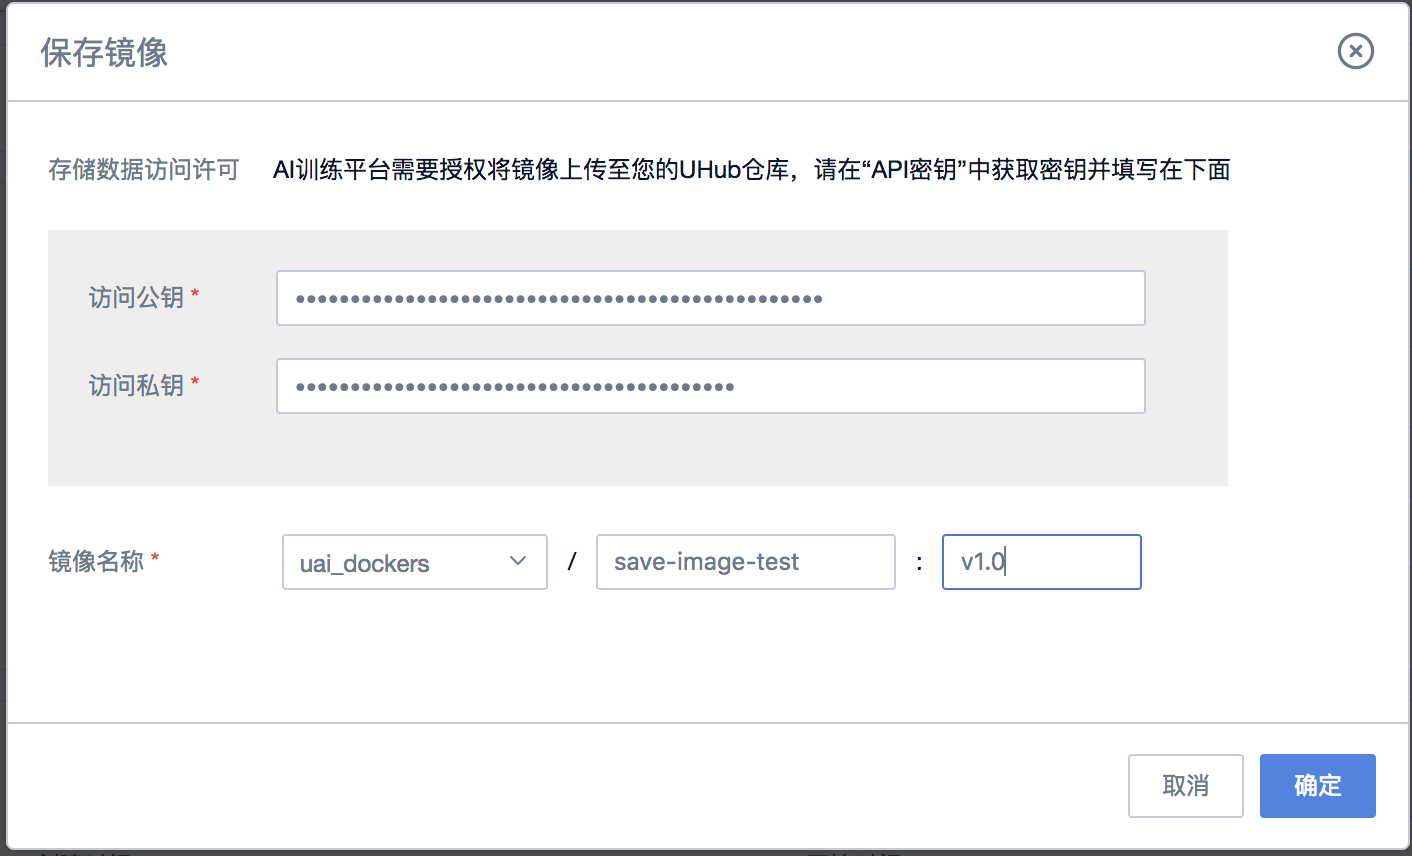 保存镜像
存储数据访问许可 AI训练平台需要授权将镜像上传至您的UHub仓库，请在“API密钥”中获取密钥并填写在下面
访问公钥 *
访问私钥 *
镜像名称 * uai_dockers / save-image-test : v1.0
取消 确定